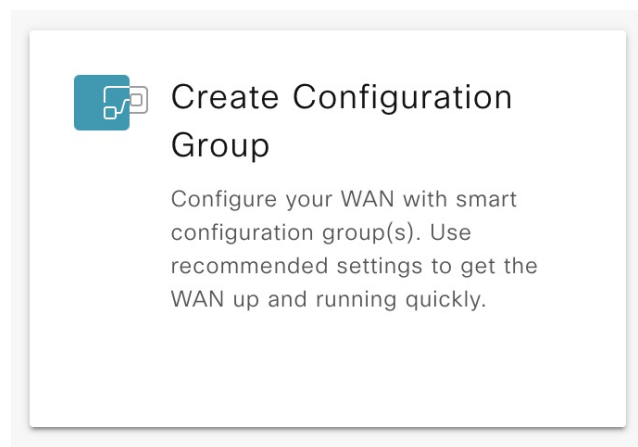 Create Configuration
Group
Configure your WAN with smart
configuration group(s). Use
recommended settings to get the
WAN up and running quickly.